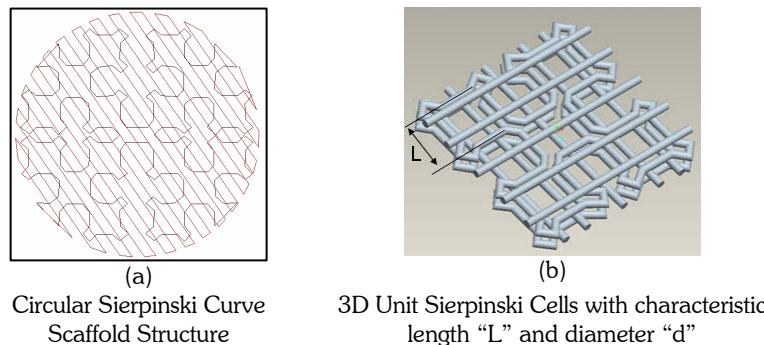 L
(a)
Circular Sierpinski Curve
Scaffold Structure
(b)
3D Unit Sierpinski Cells with characteristic
length “L” and diameter “d”